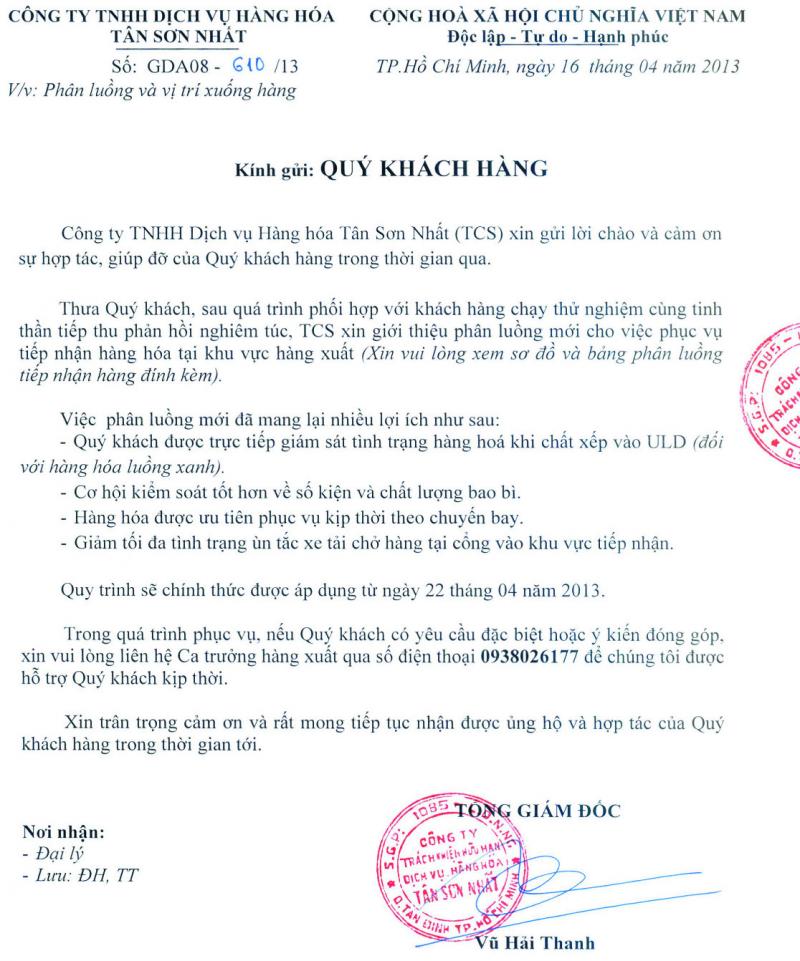 CÔNG TY TNHH DỊCH VỤ HÀNG HÓA
TÂN SƠN NHẤT
Số: GDA08 - 610 /13
V/v: Phân luồng và vị trí xuống hàng
CỘNG HOÀ XÃ HỘI CHỦ NGHĨA VIỆT NAM
Độc lập - Tự do - Hạnh phúc
TP.Hồ Chí Minh, ngày 16 tháng 04 năm 2013
Kính gửi: QUÝ KHÁCH HÀNG
Công ty TNHH Dịch vụ Hàng hóa Tân Sơn Nhất (TCS) xin gửi lời chào và cảm ơn
sự hợp tác, giúp đỡ của Quý khách hàng trong thời gian qua.
Thưa Quý khách, sau quá trình phối hợp với khách hàng chạy thử nghiệm cùng tinh
thần tiếp thu phản hồi nghiêm túc, TCS xin giới thiệu phân luồng mới cho việc phục vụ
tiếp nhận hàng hóa tại khu vực hàng xuất (Xin vui lòng xem sơ đồ và bảng phân luồng
tiếp nhận hàng đính kèm).
Việc phân luồng mới đã mang lại nhiều lợi ích như sau:
- Quý khách được trực tiếp giám sát tình trạng hàng hoá khi chất xếp vào ULD (đối
với hàng hóa luồng xanh).
- Cơ hội kiểm soát tốt hơn về số kiện và chất lượng bao bì.
- Hàng hóa được ưu tiên phục vụ kịp thời theo chuyến bay.
- Giảm tối đa tình trạng ùn tắc xe tải chở hàng tại cổng vào khu vực tiếp nhận.
Quy trình sẽ chính thức được áp dụng từ ngày 22 tháng 04 năm 2013.
Trong quá trình phục vụ, nếu Quý khách có yêu cầu đặc biệt hoặc ý kiến đóng góp,
xin vui lòng liên hệ Ca trưởng hàng xuất qua số điện thoại 0938026177 để chúng tôi được
hỗ trợ Quý khách kịp thời.
Xin trân trọng cảm ơn và rất mong tiếp tục nhận được ủng hộ và hợp tác của Quý
khách hàng trong thời gian tới.
Nơi nhận:
- Đại lý
- Lưu: ĐH, TT
TỔNG GIÁM ĐỐC
S.G.P: 1085
CÔNG TY
TRÁCH NHIỆM HỮU HẠN
DỊCH VỤ HÀNG HÓA
TÂN SƠN NHẤT
Q.TÂN BÌNH TP.HỒ CHÍ MINH
Vũ Hải Thanh
S.G.P: 1085